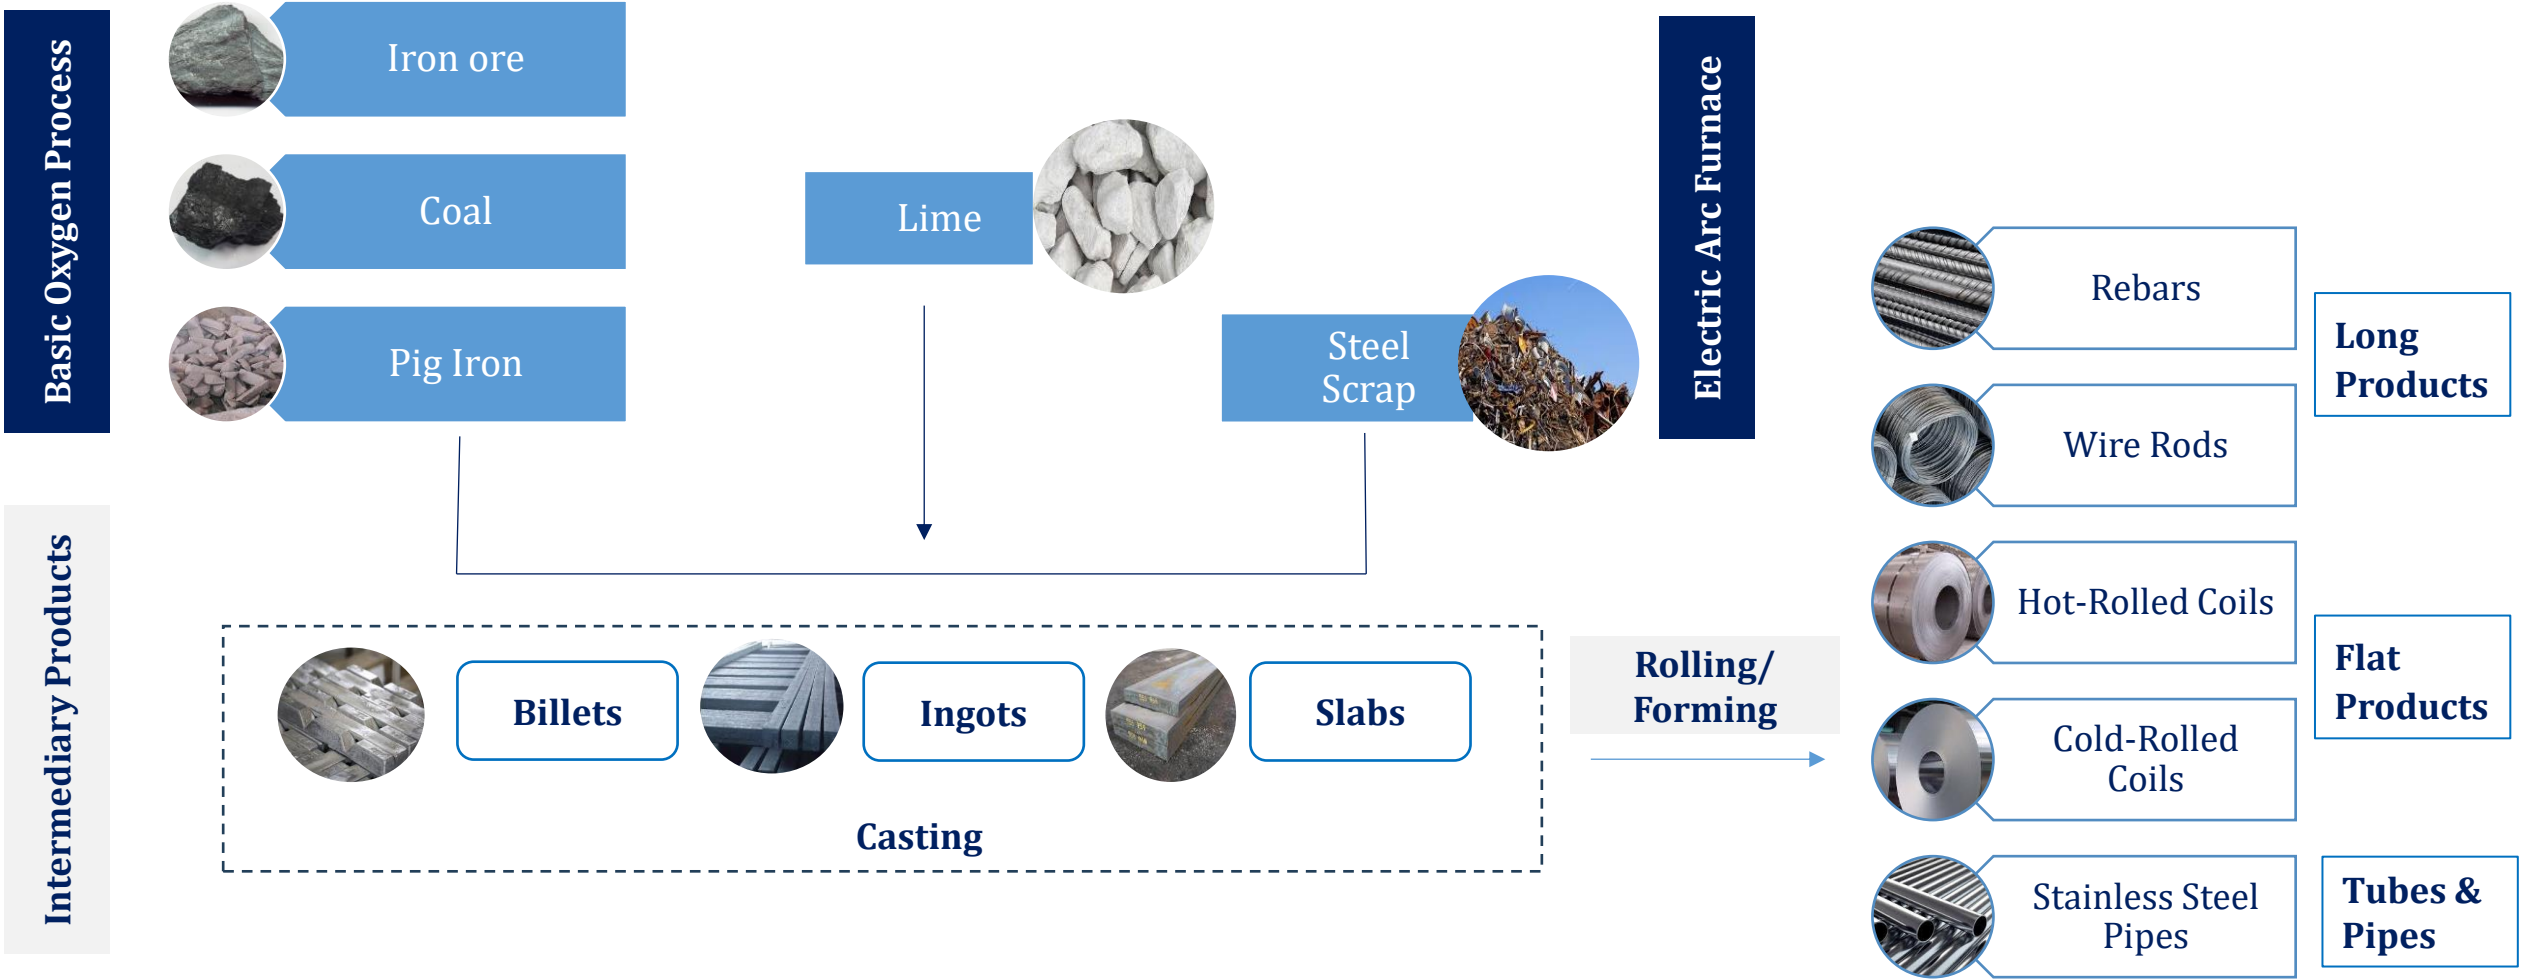 Basic Oxygen Process
Iron ore
Coal
Pig Iron
Lime
Steel
Scrap
Electric Arc Furnace
Intermediary Products
Billets
Ingots
Slabs
Casting
Rolling/
Forming
Rebars
Wire Rods
Long
Products
Hot-Rolled Coils
Cold-Rolled
Coils
Flat
Products
Stainless Steel
Pipes
Tubes &
Pipes